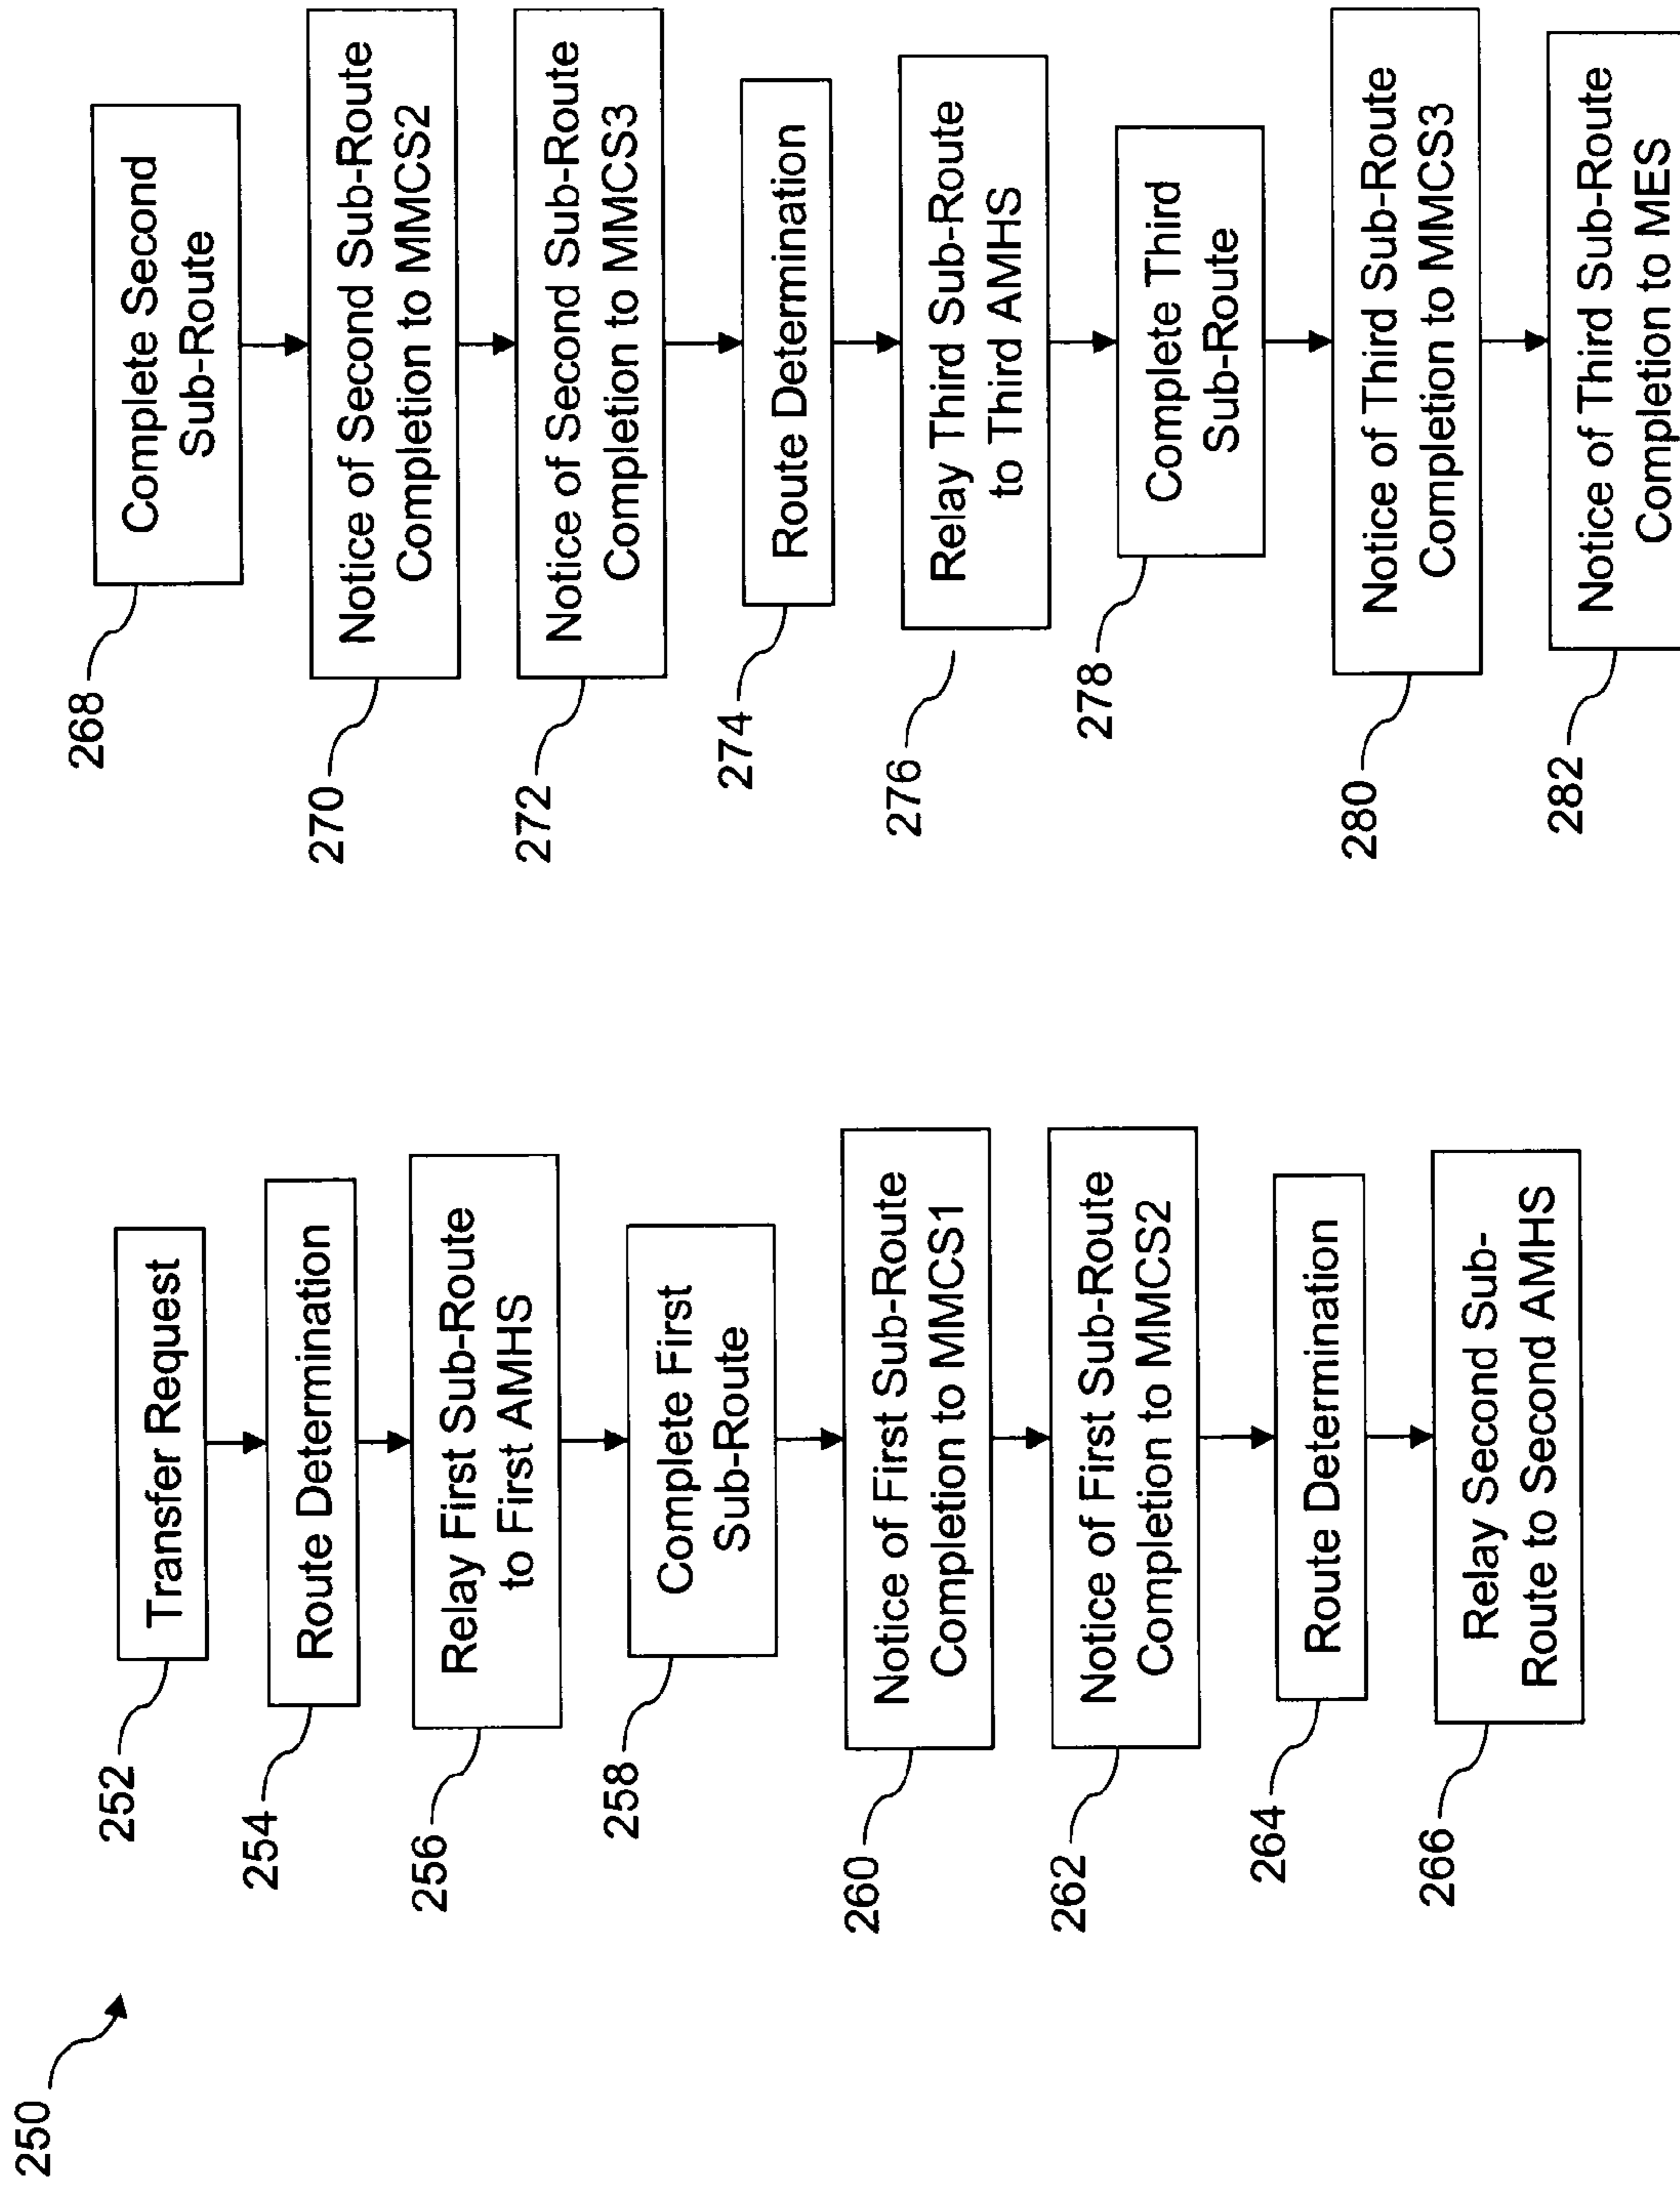 250
252
Transfer Request
254
Route Determination
256
Relay First Sub-Route
to First AMHS
258
Complete First
Sub-Route
260
Notice of First Sub-Route
Completion to MMCS1
262
Notice of First Sub-Route
Completion to MMCS2
264
Route Determination
266
Relay Second Sub-
Route to Second AMHS
268
Complete Second
Sub-Route
270
Notice of Second Sub-Route
Completion to MMCS2
272
Notice of Second Sub-Route
Completion to MMCS3
274
Route Determination
276
Relay Third Sub-Route
to Third AMHS
278
Complete Third
Sub-Route
280
Notice of Third Sub-Route
Completion to MMCS3
282
Notice of Third Sub-Route
Completion to MES